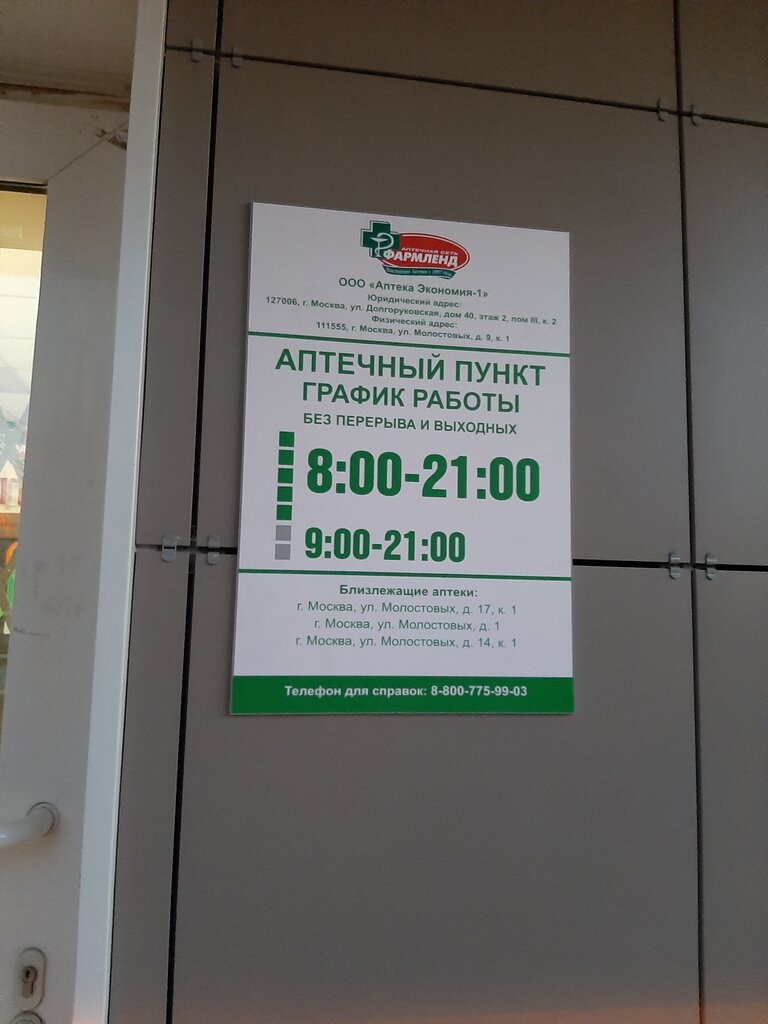 АПТЕЧНАЯ СЕТЬ
ФАРМЛЕНД
ООО «Аптека Экономия-1»
Юридический адрес:
127006, г. Москва, ул. Долгоруковская, дом 40, этаж 2, пом III, к. 2
Физический адрес:
111555, г. Москва, ул. Молостовых, д. 9, к. 1
АПТЕЧНЫЙ ПУНКТ
ГРАФИК РАБОТЫ
БЕЗ ПЕРЕРЫВА И ВЫХОДНЫХ
8:00-21:00
9:00-21:00
Близлежащие аптеки:
г. Москва, ул. Молостовых, д. 17, к. 1
г. Москва, ул. Молостовых, д. 1
г. Москва, ул. Молостовых, д. 14, к. 1
Телефон для справок: 8-800-775-99-03